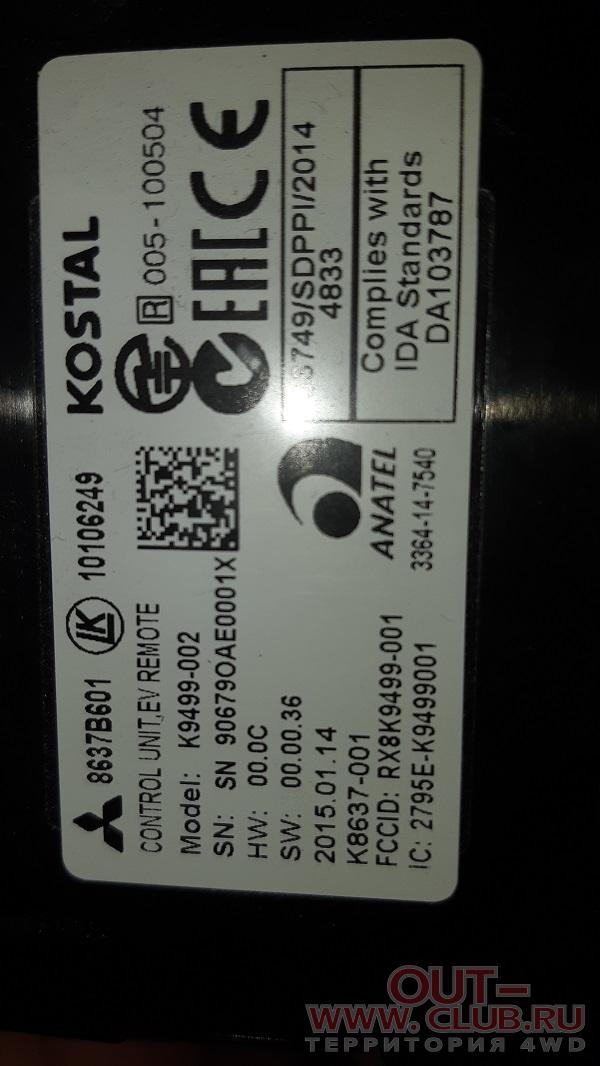 8637B601 LK 10106249 KOSTAL
CONTROL UNIT,EV REMOTE
Model: K9499-002
SN: SN 90679OAE0001X
HW: 00.0C
SW: 00.00.36
2015.01.14
K8637-001
FCCID: RX8K9499-001
IC: 2795E-K9499001
R 005-100504
EAC CE
749/SDPPI/2014
4833
Complies with
IDA Standards
DA103787
ANATEL
3364-14-7540
OUT-
WWW.CLUB.RU
ТЕРРИТОРИЯ 4WD